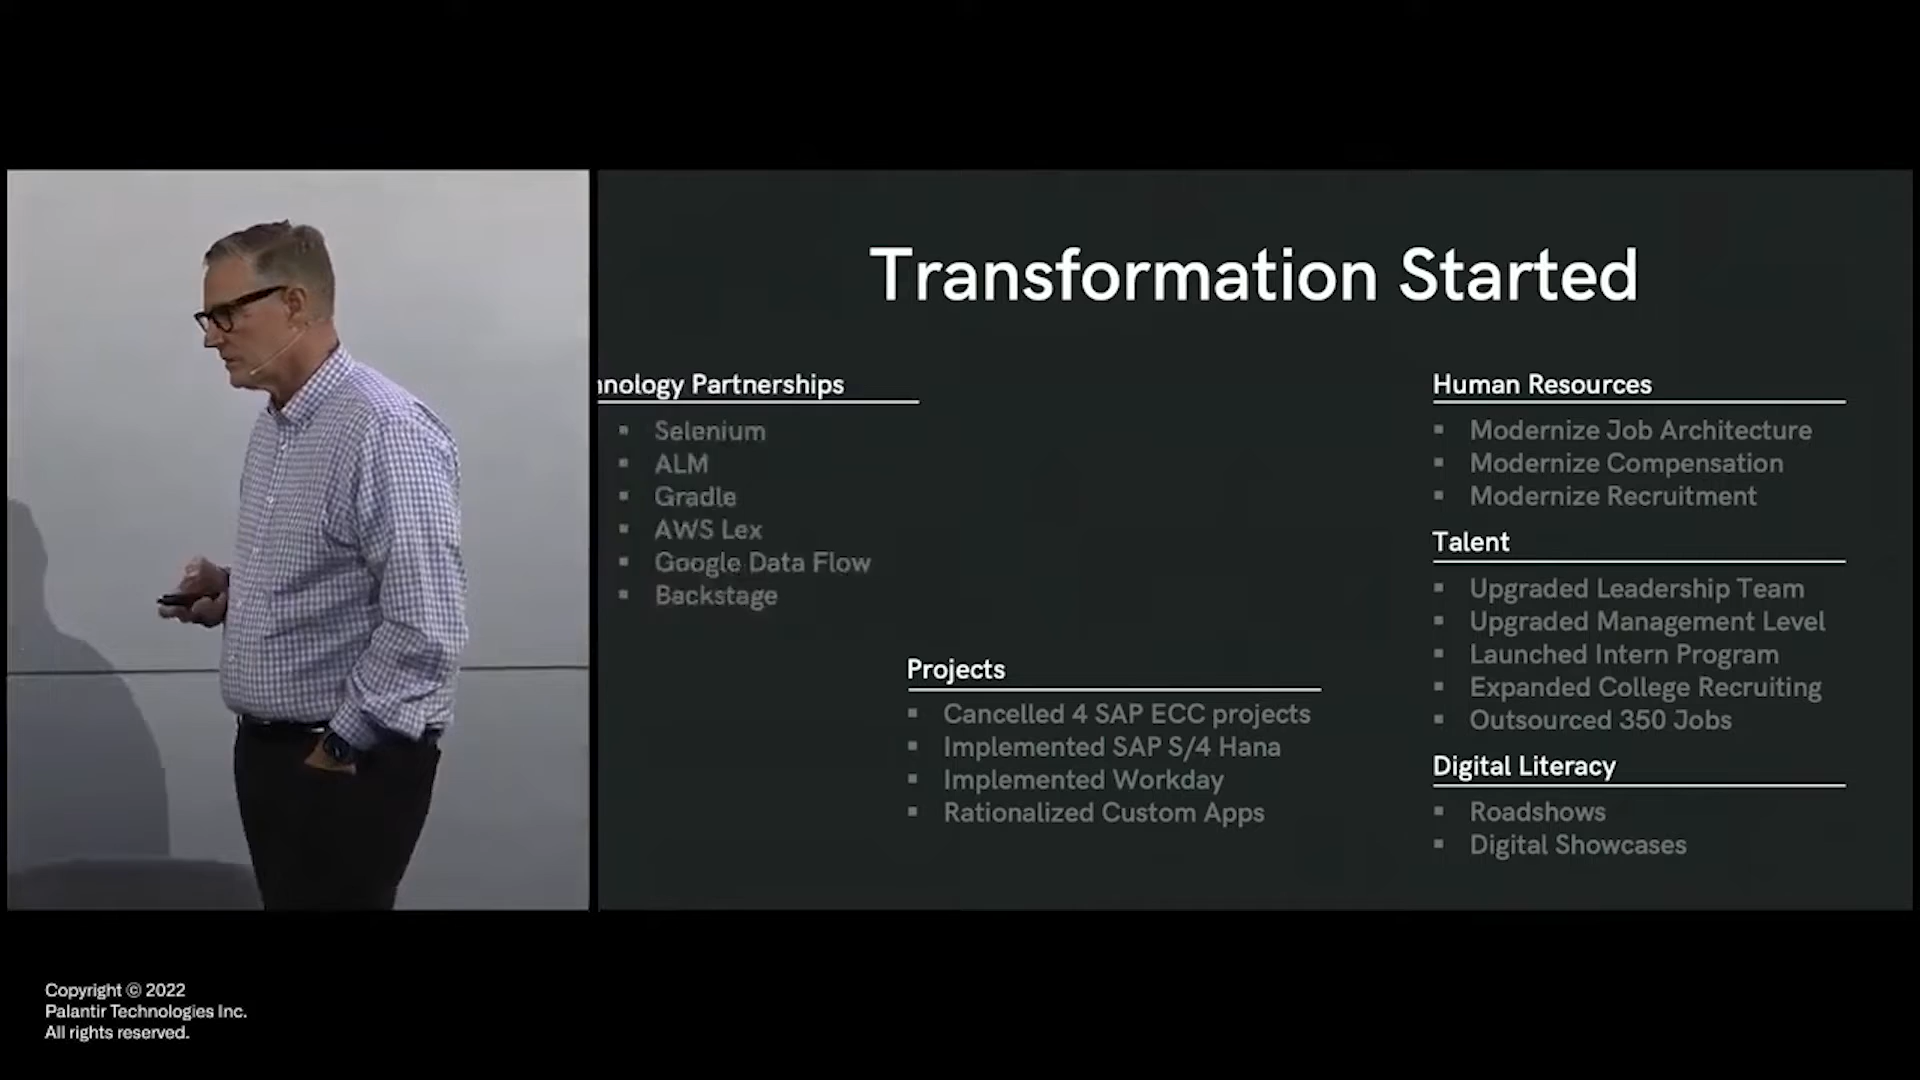 Transformation Started
hnology Partnerships
Selenium
ALM
Gradle
AWS Lex
Google Data Flow
Backstage
Projects
Cancelled 4 SAP ECC projects
Implemented SAP S/4 Hana
Implemented Workday
Rationalized Custom Apps
Human Resources
Modernize Job Architecture
Modernize Compensation
Modernize Recruitment
Talent
Upgraded Leadership Team
Upgraded Management Level
Launched Intern Program
Expanded College Recruiting
Outsourced 350 Jobs
Digital Literacy
Roadshows
Digital Showcases
Copyright © 2022
Palantir Technologies Inc.
All rights reserved.